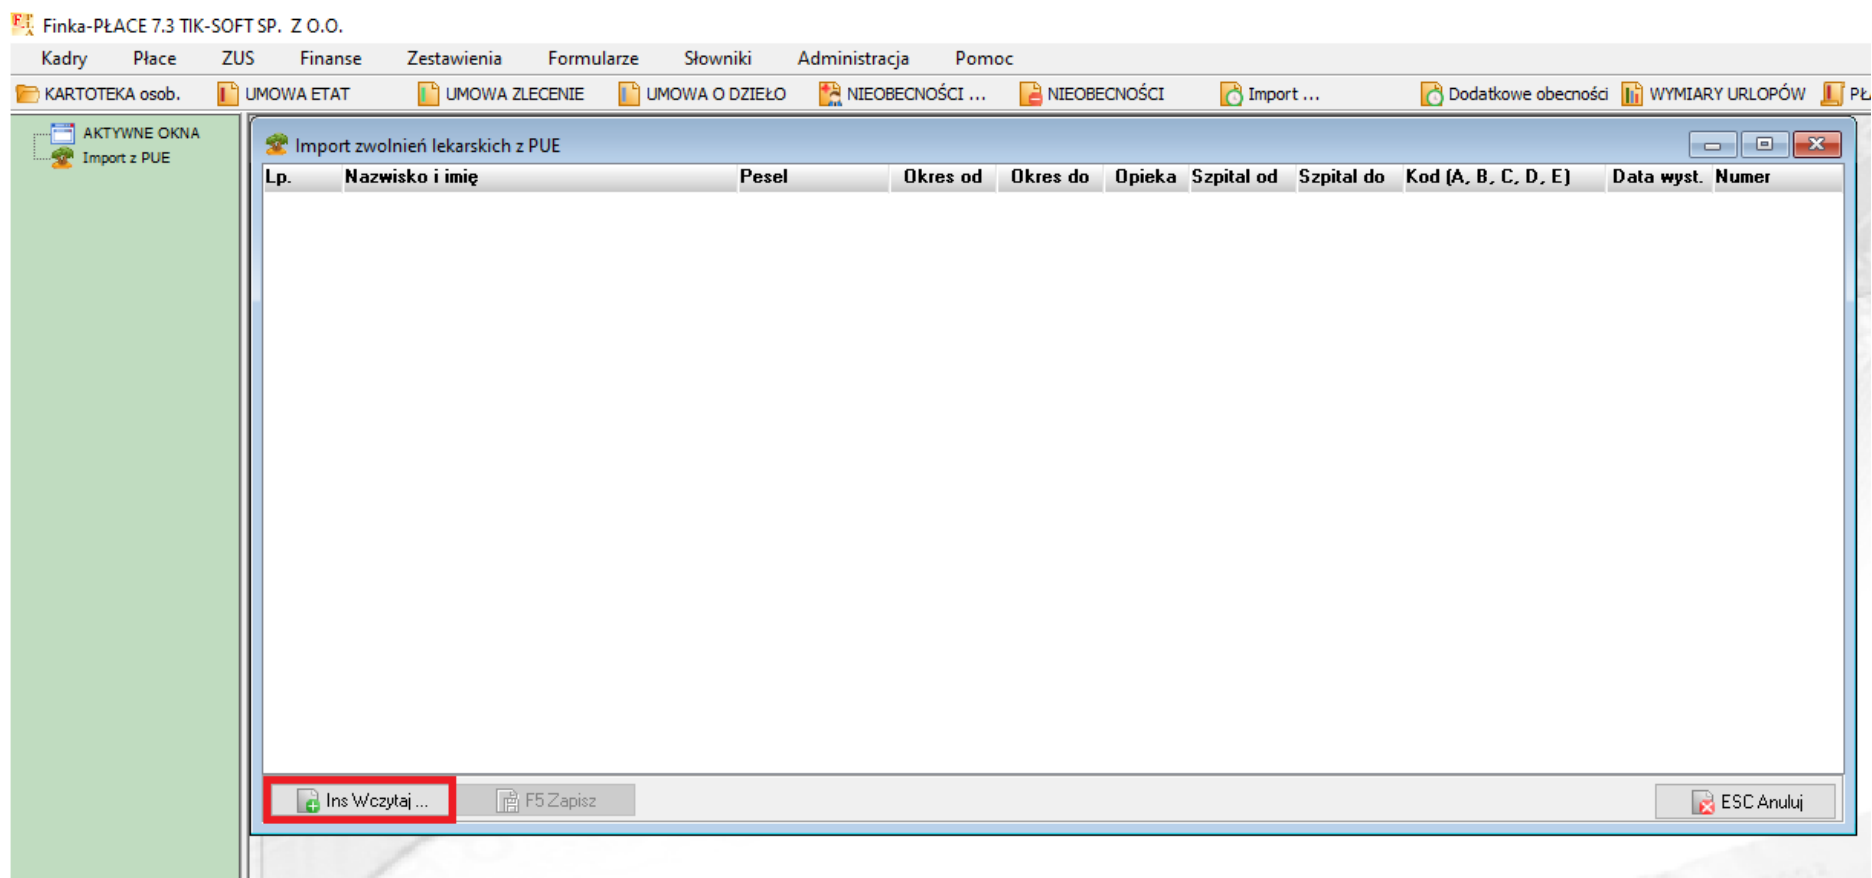 Finka-PŁACE 7.3 TIK-SOFT SP. Z O.O.
Kadry Płace ZUS Finanse Zestawienia Formularze Słowniki Administracja Pomoc
KARTOTEKA osob. UMOWA ETAT UMOWA ZLECENIE UMOWA O DZIEŁO NIEOBECNOŚCI ... NIEOBECNOŚCI Import ... Dodatkowe obecności WYMIARY URLOPÓW PŁ
AKTYWNE OKNA
Import z PUE
Import zwolnień lekarskich z PUE
Lp. Nazwisko i imię Pesel Okres od Okres do Opieka Szpital od Szpital do Kod (A, B, C, D, E) Data wyst. Numer
Ins Wczytaj ... F5 Zapisz ESC Anuluj